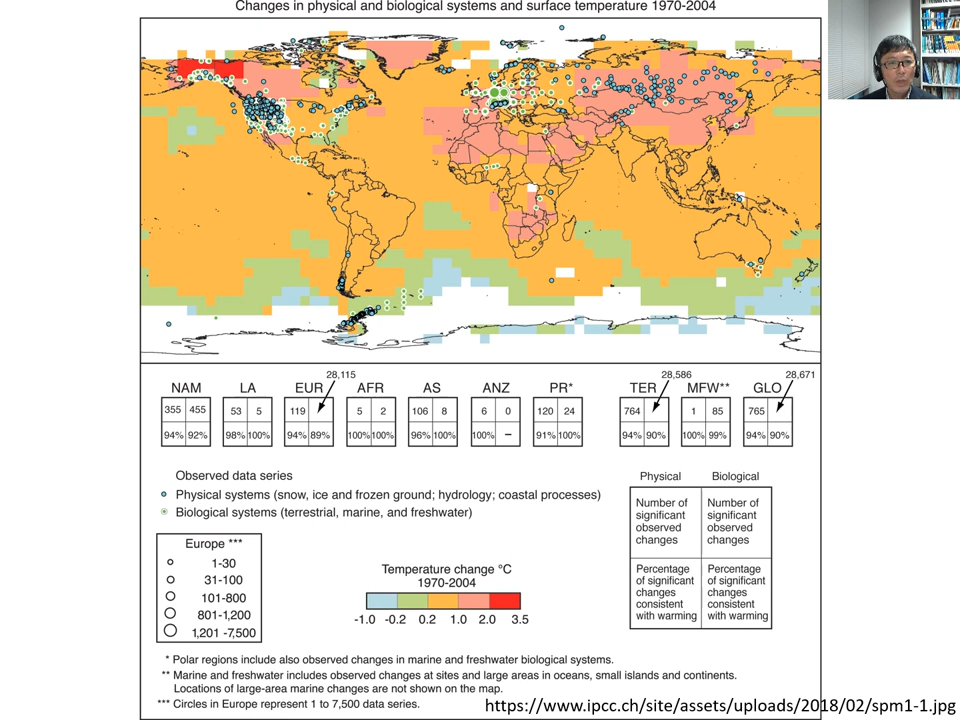 Changes in physical and biological systems and surface temperature 1970-2004
28,115
28,586
28,671
NAM LA EUR AFR AS ANZ PR* TER MFW** GLO
355 455 53 5 119 5 2 106 8 6 0 120 24 764 1 85 765
94% 92% 98% 100% 94% 89% 100% 100% 96% 100% 100% – 91% 100% 94% 90% 100% 99% 94% 90%
Observed data series
Physical systems (snow, ice and frozen ground; hydrology; coastal processes)
Biological systems (terrestrial, marine, and freshwater)
Europe ***
1-30
31-100
101-800
801-1,200
1,201 -7,500
Temperature change °C
1970-2004
-1.0 -0.2 0.2 1.0 2.0 3.5
Physical Biological
Number of significant observed changes
Number of significant observed changes
Percentage of significant changes consistent with warming
Percentage of significant changes consistent with warming
* Polar regions include also observed changes in marine and freshwater biological systems.
** Marine and freshwater includes observed changes at sites and large areas in oceans, small islands and continents.
Locations of large-area marine changes are not shown on the map.
*** Circles in Europe represent 1 to 7,500 data series.
https://www.ipcc.ch/site/assets/uploads/2018/02/spm1-1.jpg